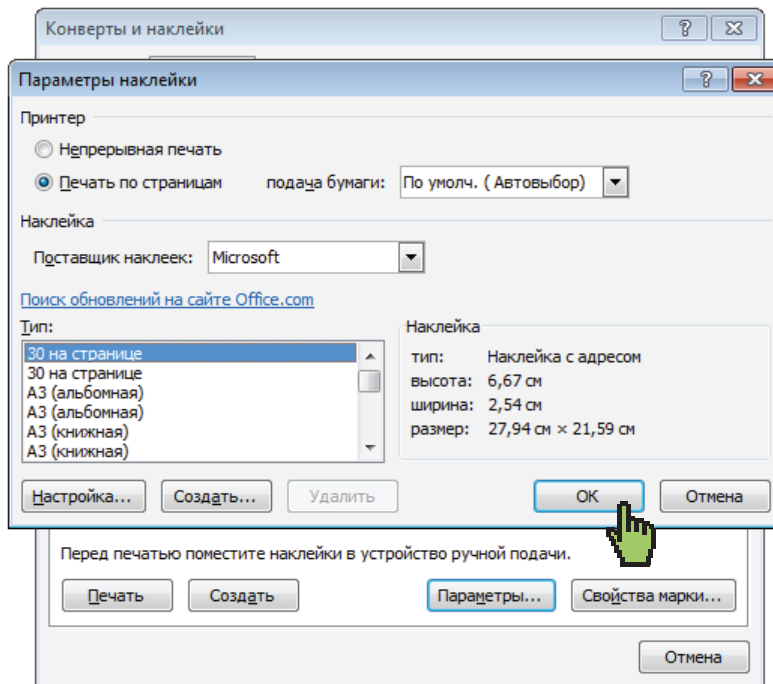 Конверты и наклейки
Параметры наклейки
Принтер
Непрерывная печать
Печать по страницам подача бумаги: По умолч. ( Автовыбор)
Наклейка
Поставщик наклеек: Microsoft
Поиск обновлений на сайте Office.com
Тип:
30 на странице
30 на странице
A3 (альбомная)
A3 (альбомная)
A3 (книжная)
A3 (книжная)
Наклейка
тип: Наклейка с адресом
высота: 6,67 см
ширина: 2,54 см
размер: 27,94 см × 21,59 см
Настройка... Создать... Удалить ОК Отмена
Перед печатью поместите наклейки в устройство ручной подачи.
Печать Создать Параметры... Свойства марки...
Отмена